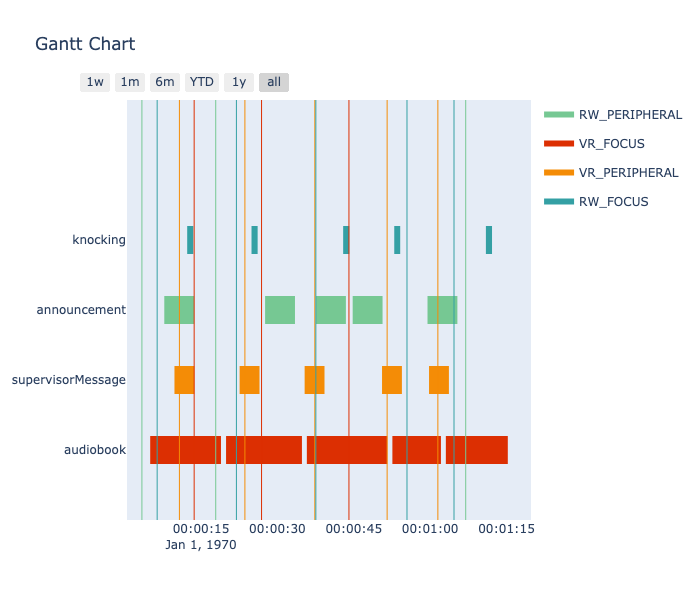 Gantt Chart
1w 1m 6m YTD 1y all
RW_PERIPHERAL
VR_FOCUS
VR_PERIPHERAL
RW_FOCUS
knocking
announcement
supervisorMessage
audiobook
00:00:15 00:00:30 00:00:45 00:01:00 00:01:15
Jan 1, 1970